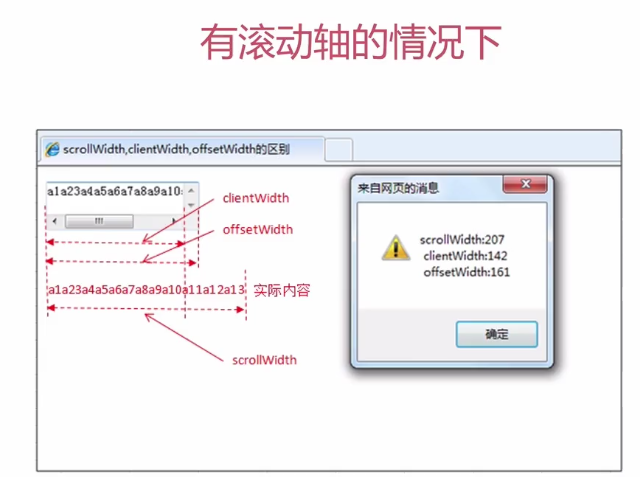 有滚动轴的情况下
scrollWidth,clientWidth,offsetWidth的区别
a1a23a4a5a6a7a8a9a10a
clientWidth
offsetWidth
a1a23a4a5a6a7a8a9a10a11a12a13 实际内容
scrollWidth
来自网页的消息
scrollWidth:207
clientWidth:142
offsetWidth:161
确定